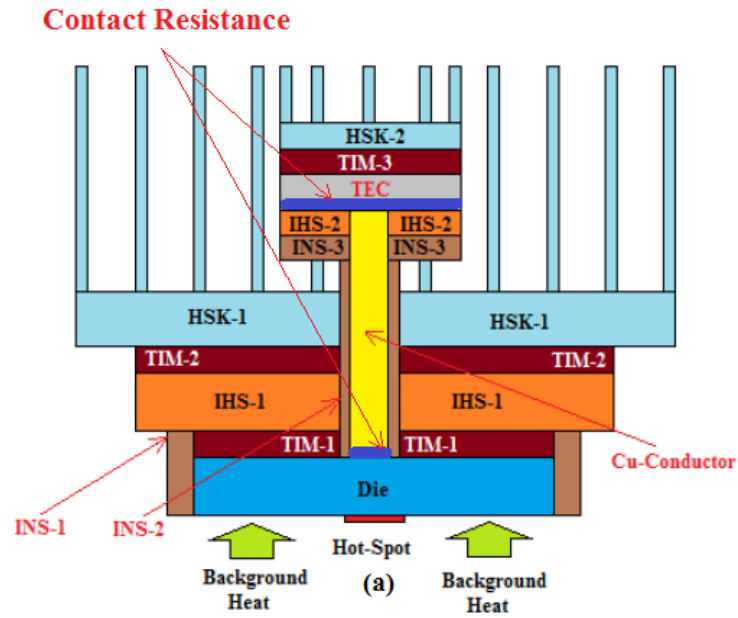 Contact Resistance
HSK-2
TIM-3
TEC
IHS-2 IHS-2
INS-3 INS-3
HSK-1 HSK-1
TIM-2 TIM-2
IHS-1 IHS-1
TIM-1 TIM-1
Cu-Conductor
Die
INS-1 INS-2
Hot-Spot
(a)
Background
Heat
Background
Heat